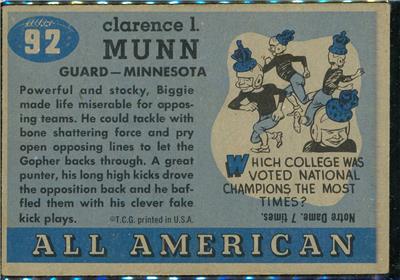 92
clarence l.
MUNN
GUARD—MINNESOTA
Powerful and stocky, Biggie
made life miserable for oppos-
ing teams. He could tackle with
bone shattering force and pry
open opposing lines to let the
Gopher backs through. A great
punter, his long high kicks drove
the opposition back and he baf-
fled them with his clever fake
kick plays.
©T.C.G. printed in U.S.A.
WHICH COLLEGE WAS
VOTED NATIONAL
CHAMPIONS THE MOST
TIMES?
Notre Dame. 7 times.
ALL AMERICAN